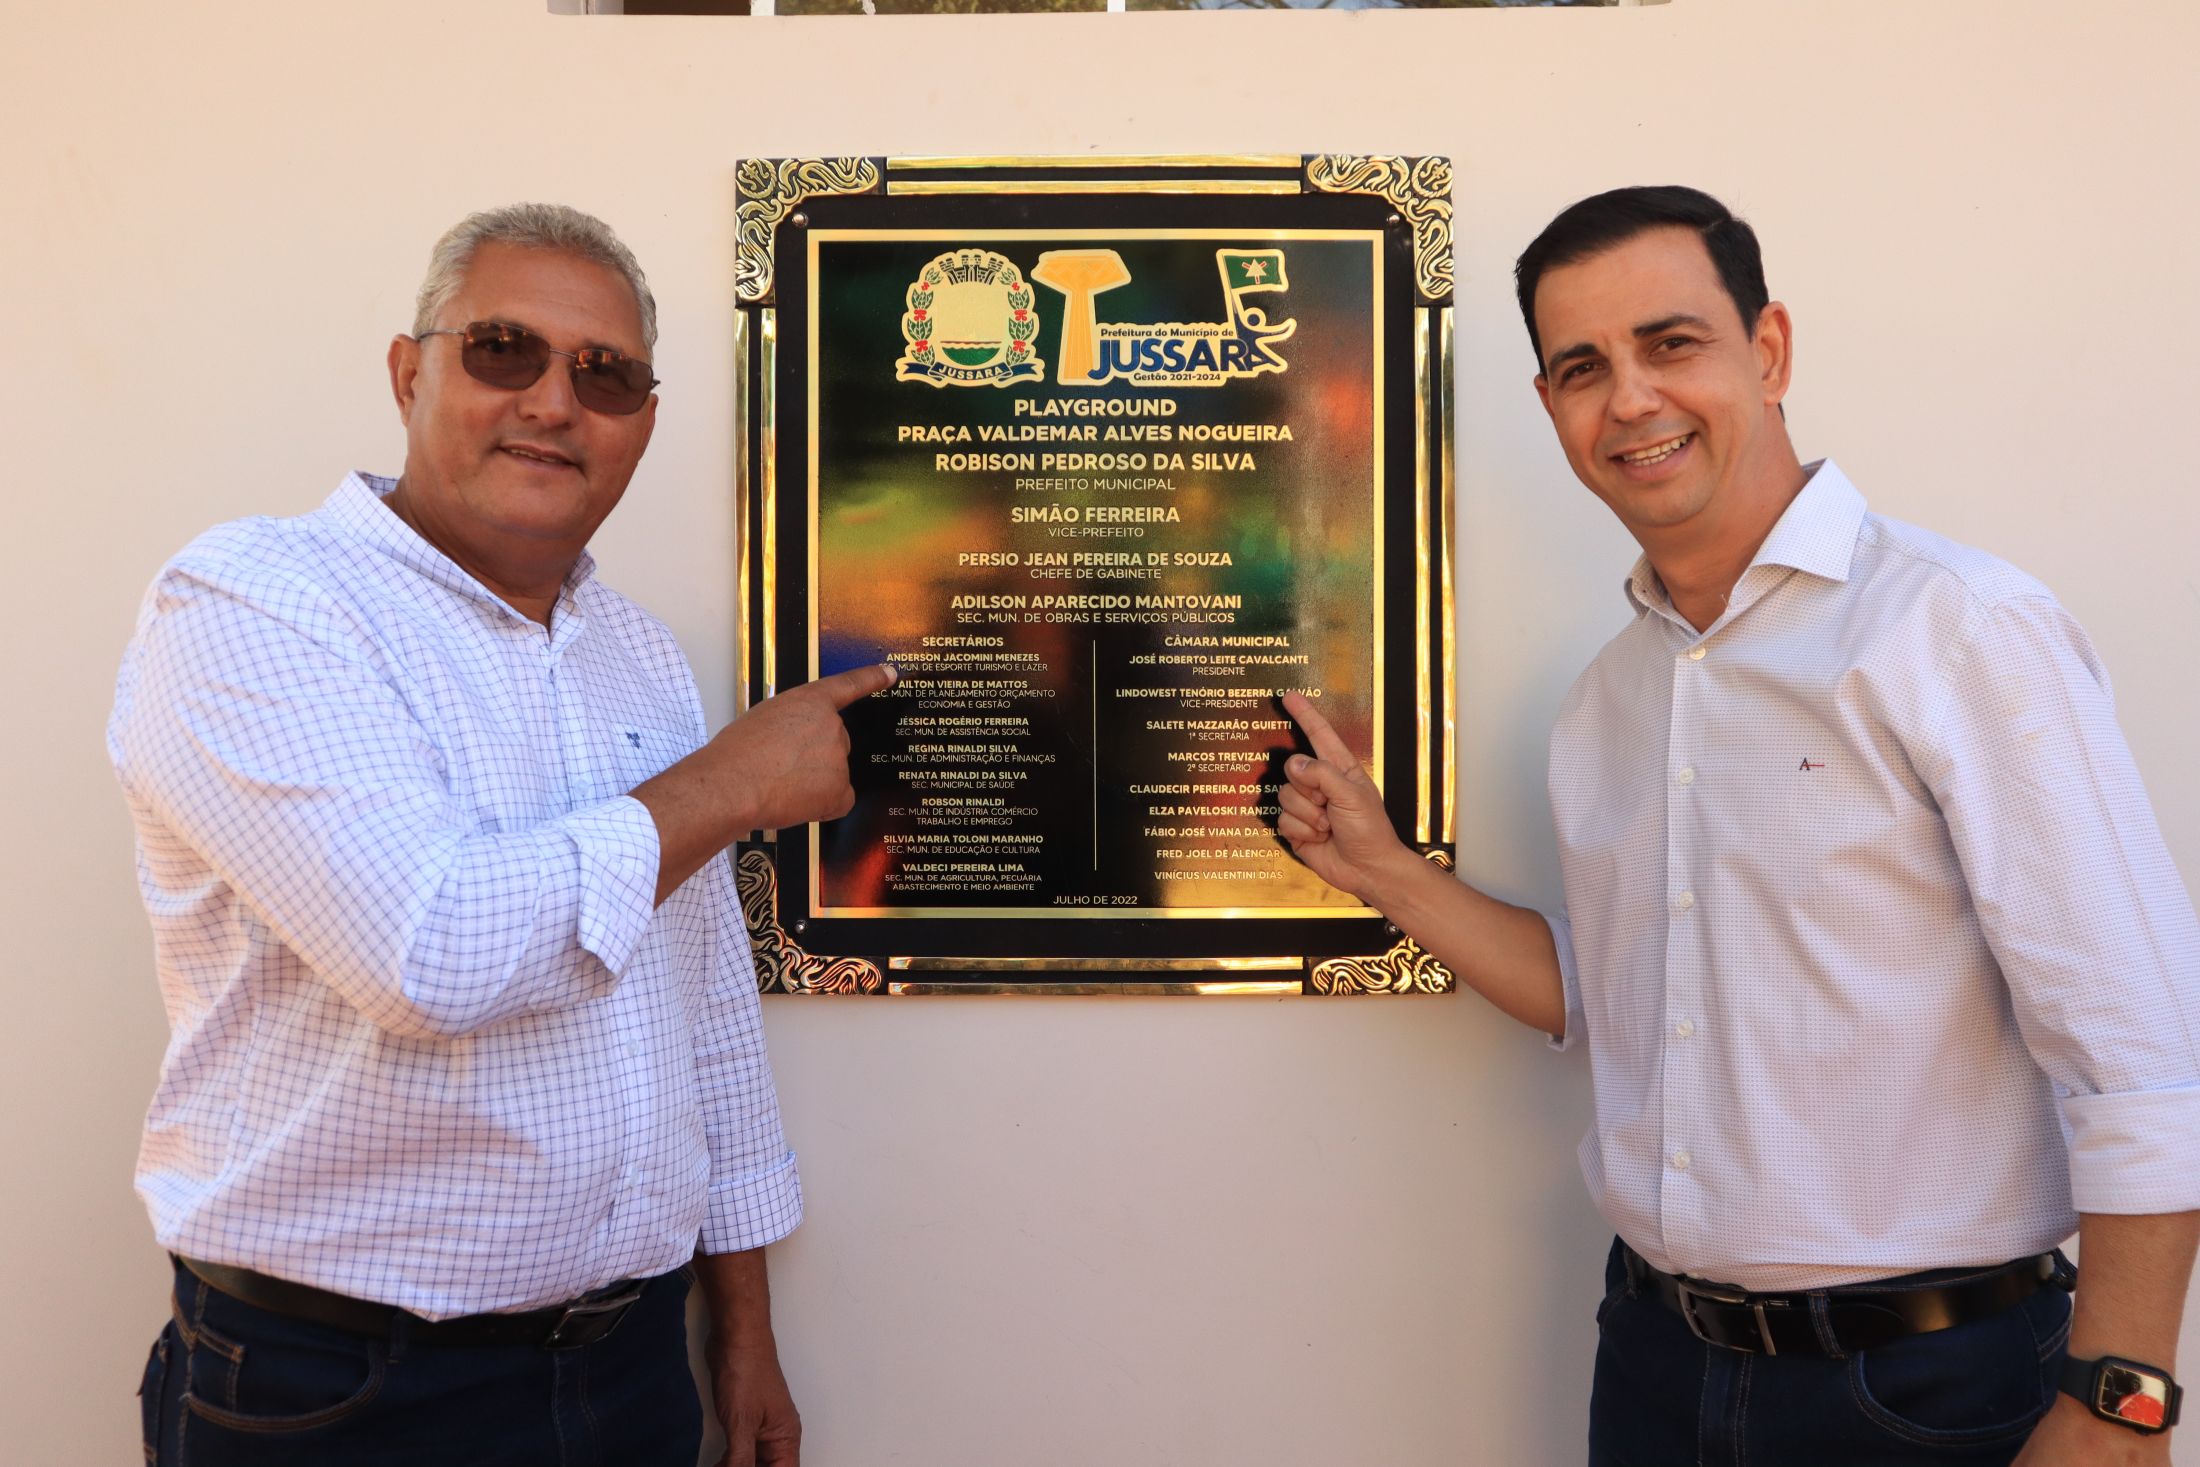 JUSSARA
Prefeitura do Município de
JUSSARA
Gestão 2021-2024
PLAYGROUND
PRAÇA VALDEMAR ALVES NOGUEIRA
ROBISON PEDROSO DA SILVA
PREFEITO MUNICIPAL
SIMÃO FERREIRA
VICE-PREFEITO
PERSIO JEAN PEREIRA DE SOUZA
CHEFE DE GABINETE
ADILSON APARECIDO MANTOVANI
SEC. MUN. DE OBRAS E SERVIÇOS PÚBLICOS
SECRETÁRIOS
ANDERSON JACOMINI MENEZES
SEC. MUN. DE ESPORTE TURISMO E LAZER
AILTON VIEIRA DE MATTOS
SEC. MUN. DE PLANEJAMENTO ORÇAMENTO
ECONOMIA E GESTÃO
JÉSSICA ROGÉRIO FERREIRA
SEC. MUN. DE ASSISTÊNCIA SOCIAL
REGINA RINALDI SILVA
SEC. MUN. DE ADMINISTRAÇÃO E FINANÇAS
RENATA RINALDI DA SILVA
SEC. MUNICIPAL DE SAÚDE
ROBSON RINALDI
SEC. MUN. DE INDÚSTRIA COMÉRCIO
TRABALHO E EMPREGO
SILVIA MARIA TOLONI MARANHO
SEC. MUN. DE EDUCAÇÃO E CULTURA
VALDECI PEREIRA LIMA
SEC. MUN. DE AGRICULTURA, PECUÁRIA
ABASTECIMENTO E MEIO AMBIENTE
CÂMARA MUNICIPAL
JOSÉ ROBERTO LEITE CAVALCANTE
PRESIDENTE
LINDOWEST TENÓRIO BEZERRA
VICE-PRESIDENTE
SALETE MAZZARÃO GUIETTI
1ª SECRETÁRIA
MARCOS TREVIZAN
2º SECRETÁRIO
CLAUDECIR PEREIRA DOS
ELZA PAVELOSKI
FÁBIO JOSÉ VIANA DA
FRED JOEL DE ALENCAR
VINÍCIUS VALENTINI DIAS
JULHO DE 2022
A